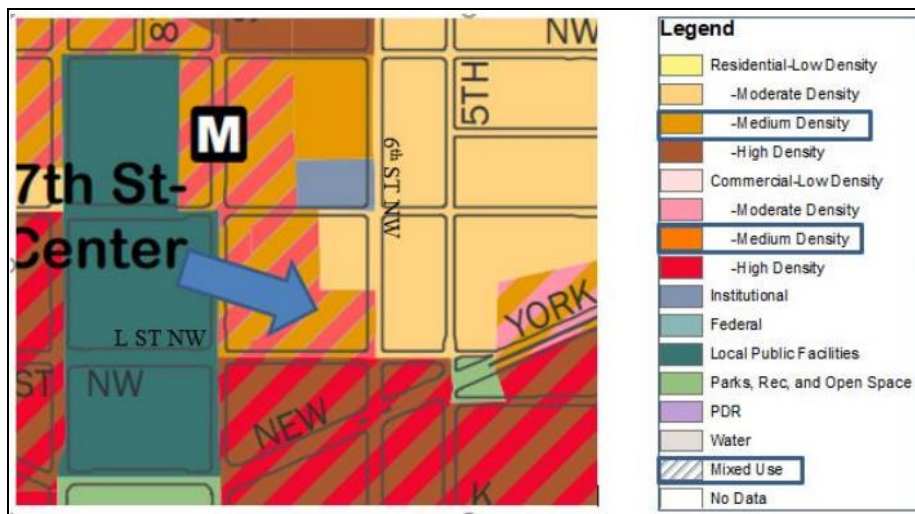 8
NW
5TH
M
6th ST NW
7th St-
Center
L ST NW
YORK
ST NW
NEW
K
Legend
Residential-Low Density
-Moderate Density
-Medium Density
-High Density
Commercial-Low Density
-Moderate Density
-Medium Density
-High Density
Institutional
Federal
Local Public Facilities
Parks, Rec, and Open Space
PDR
Water
Mixed Use
No Data